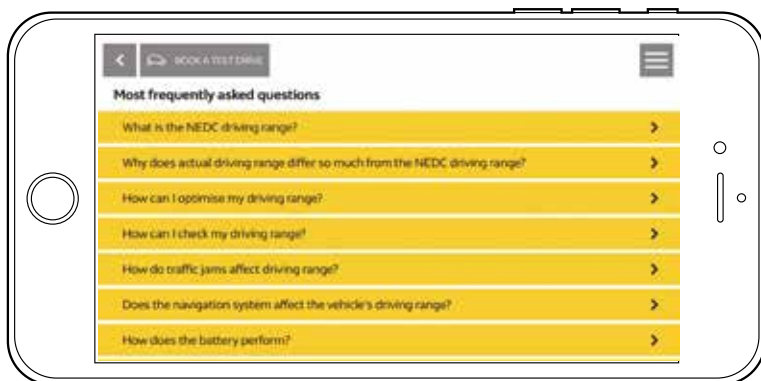 BOOK A TEST DRIVE
Most frequently asked questions
What is the NEDC driving range?
Why does actual driving range differ so much from the NEDC driving range?
How can I optimise my driving range?
How can I check my driving range?
How do traffic jams affect driving range?
Does the navigation system affect the vehicle's driving range?
How does the battery perform?